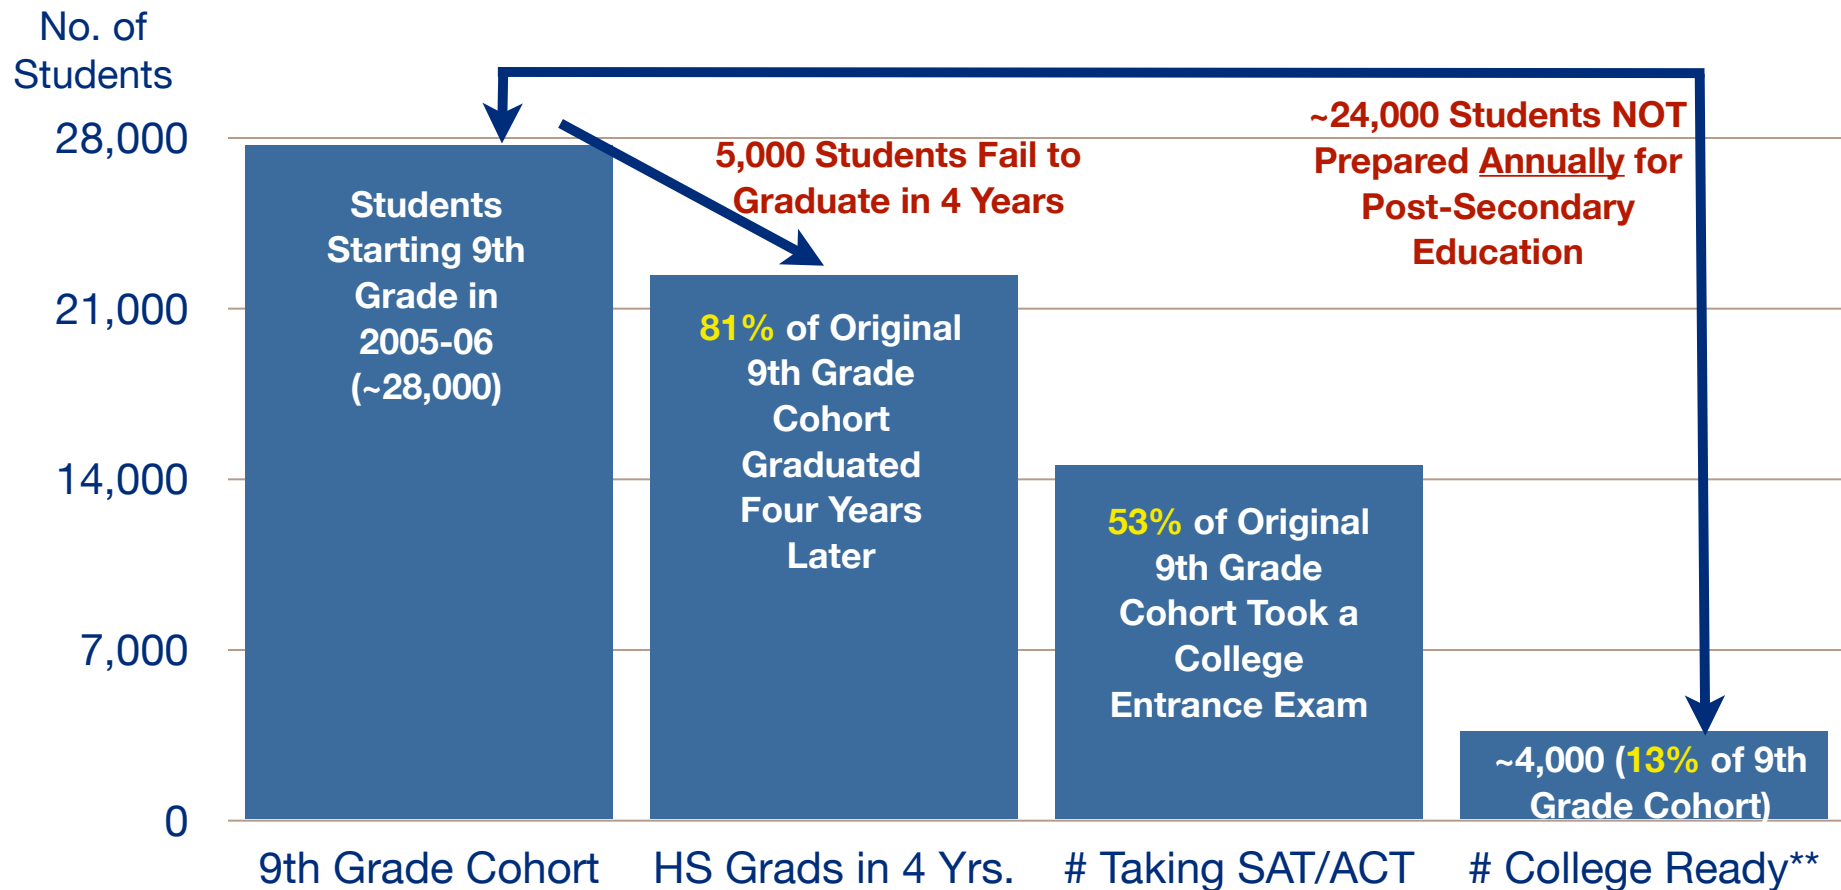 No. of
Students
28,000
21,000
14,000
7,000
0
Students
Starting 9th
Grade in
2005-06
(~28,000)
5,000 Students Fail to
Graduate in 4 Years
81% of Original
9th Grade
Cohort
Graduated
Four Years
Later
53% of Original
9th Grade
Cohort Took a
College
Entrance Exam
~24,000 Students NOT
Prepared Annually for
Post-Secondary
Education
~4,000 (13% of 9th
Grade Cohort)
9th Grade Cohort
HS Grads in 4 Yrs.
# Taking SAT/ACT
# College Ready**